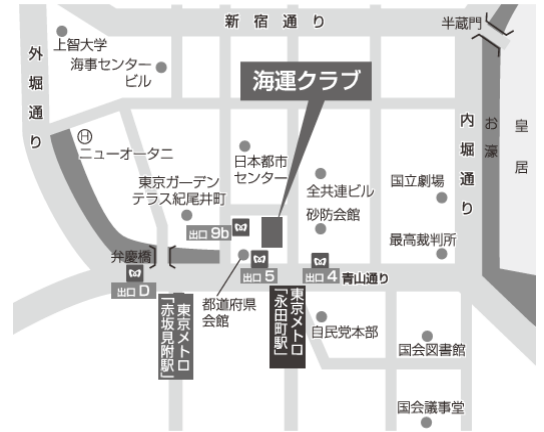 新宿通り
半蔵門
上智大学
海事センター
ビル
外堀通り
海運クラブ
内堀通り
お濠
皇居
H
ニューオータニ
日本都市
センター
東京ガーデン
テラス紀尾井町
全共連ビル
国立劇場
砂防会館
出口 9b
最高裁判所
弁慶橋
出口 D
出口 5
出口 4
青山通り
都道府県
会館
東京メトロ
「赤坂見附駅」
東京メトロ
「永田町駅」
自民党本部
国会図書館
国会議事堂